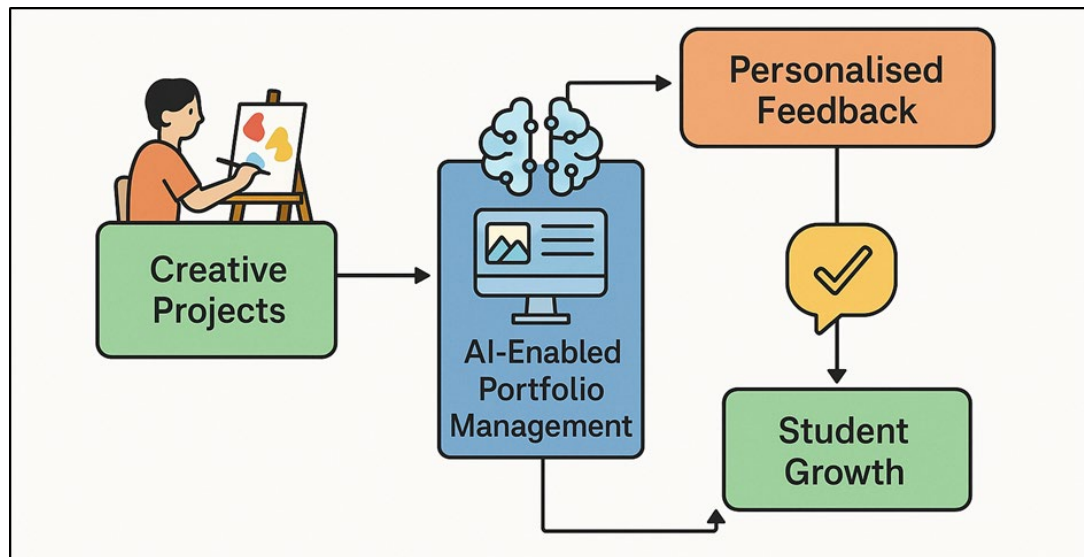 Creative
Projects
AI-Enabled
Portfolio
Management
Personalised
Feedback
Student
Growth